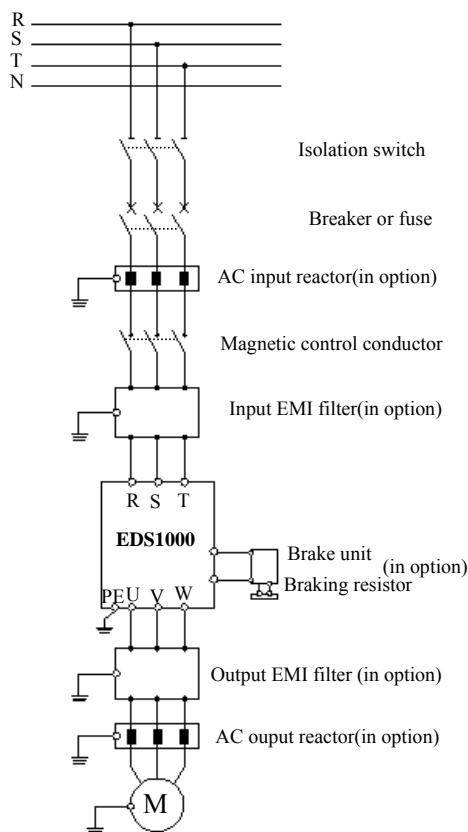 R
S
T
N
Isolation switch
Breaker or fuse
AC input reactor(in option)
Magnetic control conductor
Input EMI filter(in option)
R S T
EDS1000
Brake unit
(in option)
Braking resistor
PE U V W
Output EMI filter (in option)
AC ouput reactor(in option)
M